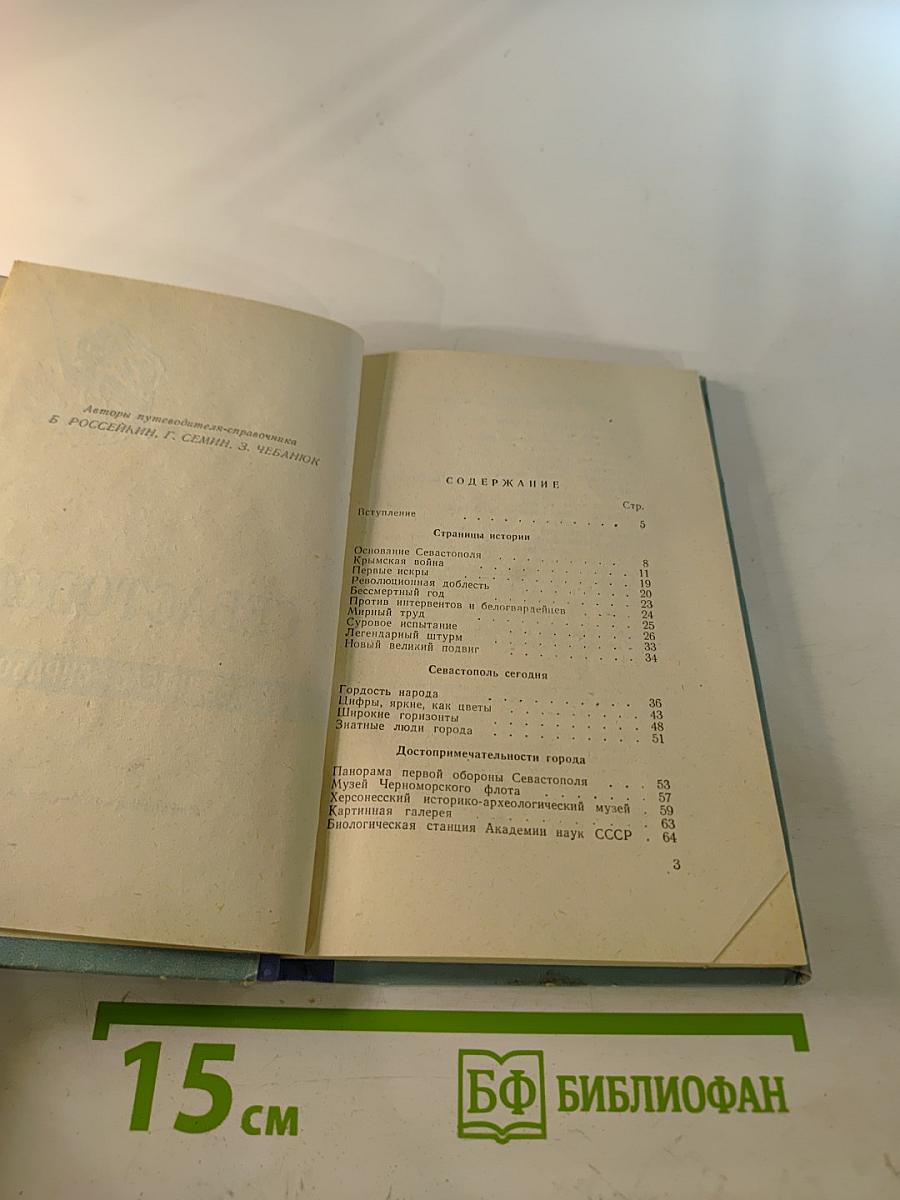 Авторы путеводителя-справочника
Б РОССЕЙКИН, Г. СЕМИН, З. ЧЕБАНЮК
СОДЕРЖАНИЕ
Стр.
Вступление . . . . . . . . . . . . 5
Страницы истории
Основание Севастополя . . . . . . . . 8
Крымская война . . . . . . . . . . 11
Первые искры . . . . . . . . . . 19
Революционная доблесть . . . . . . . . 20
Бессмертный год . . . . . . . . . . 23
Против интервентов и белогвардейцев . . . . 24
Мирный труд . . . . . . . . . . 25
Суровое испытание . . . . . . . . . 26
Легендарный штурм . . . . . . . . . 33
Новый великий подвиг . . . . . . . . 34
Севастополь сегодня
Гордость народа . . . . . . . . . 36
Цифры, яркие, как цветы . . . . . . . 43
Широкие горизонты . . . . . . . . . 48
Знатные люди города . . . . . . . . . 51
Достопримечательности города
Панорама первой обороны Севастополя . . . 53
Музей Черноморского флота . . . . . . 57
Херсонесский историко-археологический музей . 59
Картинная галерея . . . . . . . . . 63
Биологическая станция Академии наук СССР . 64
3
15 см
БФ БИБЛИОФАН